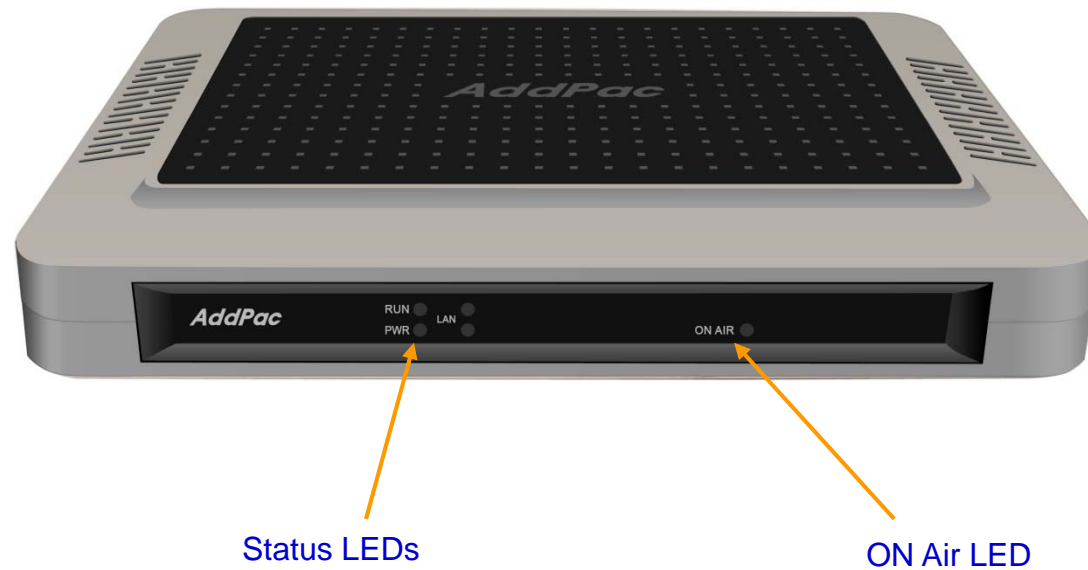 AddPac
AddPac
RUN
LAN
PWR
ON AIR
Status LEDs
ON Air LED